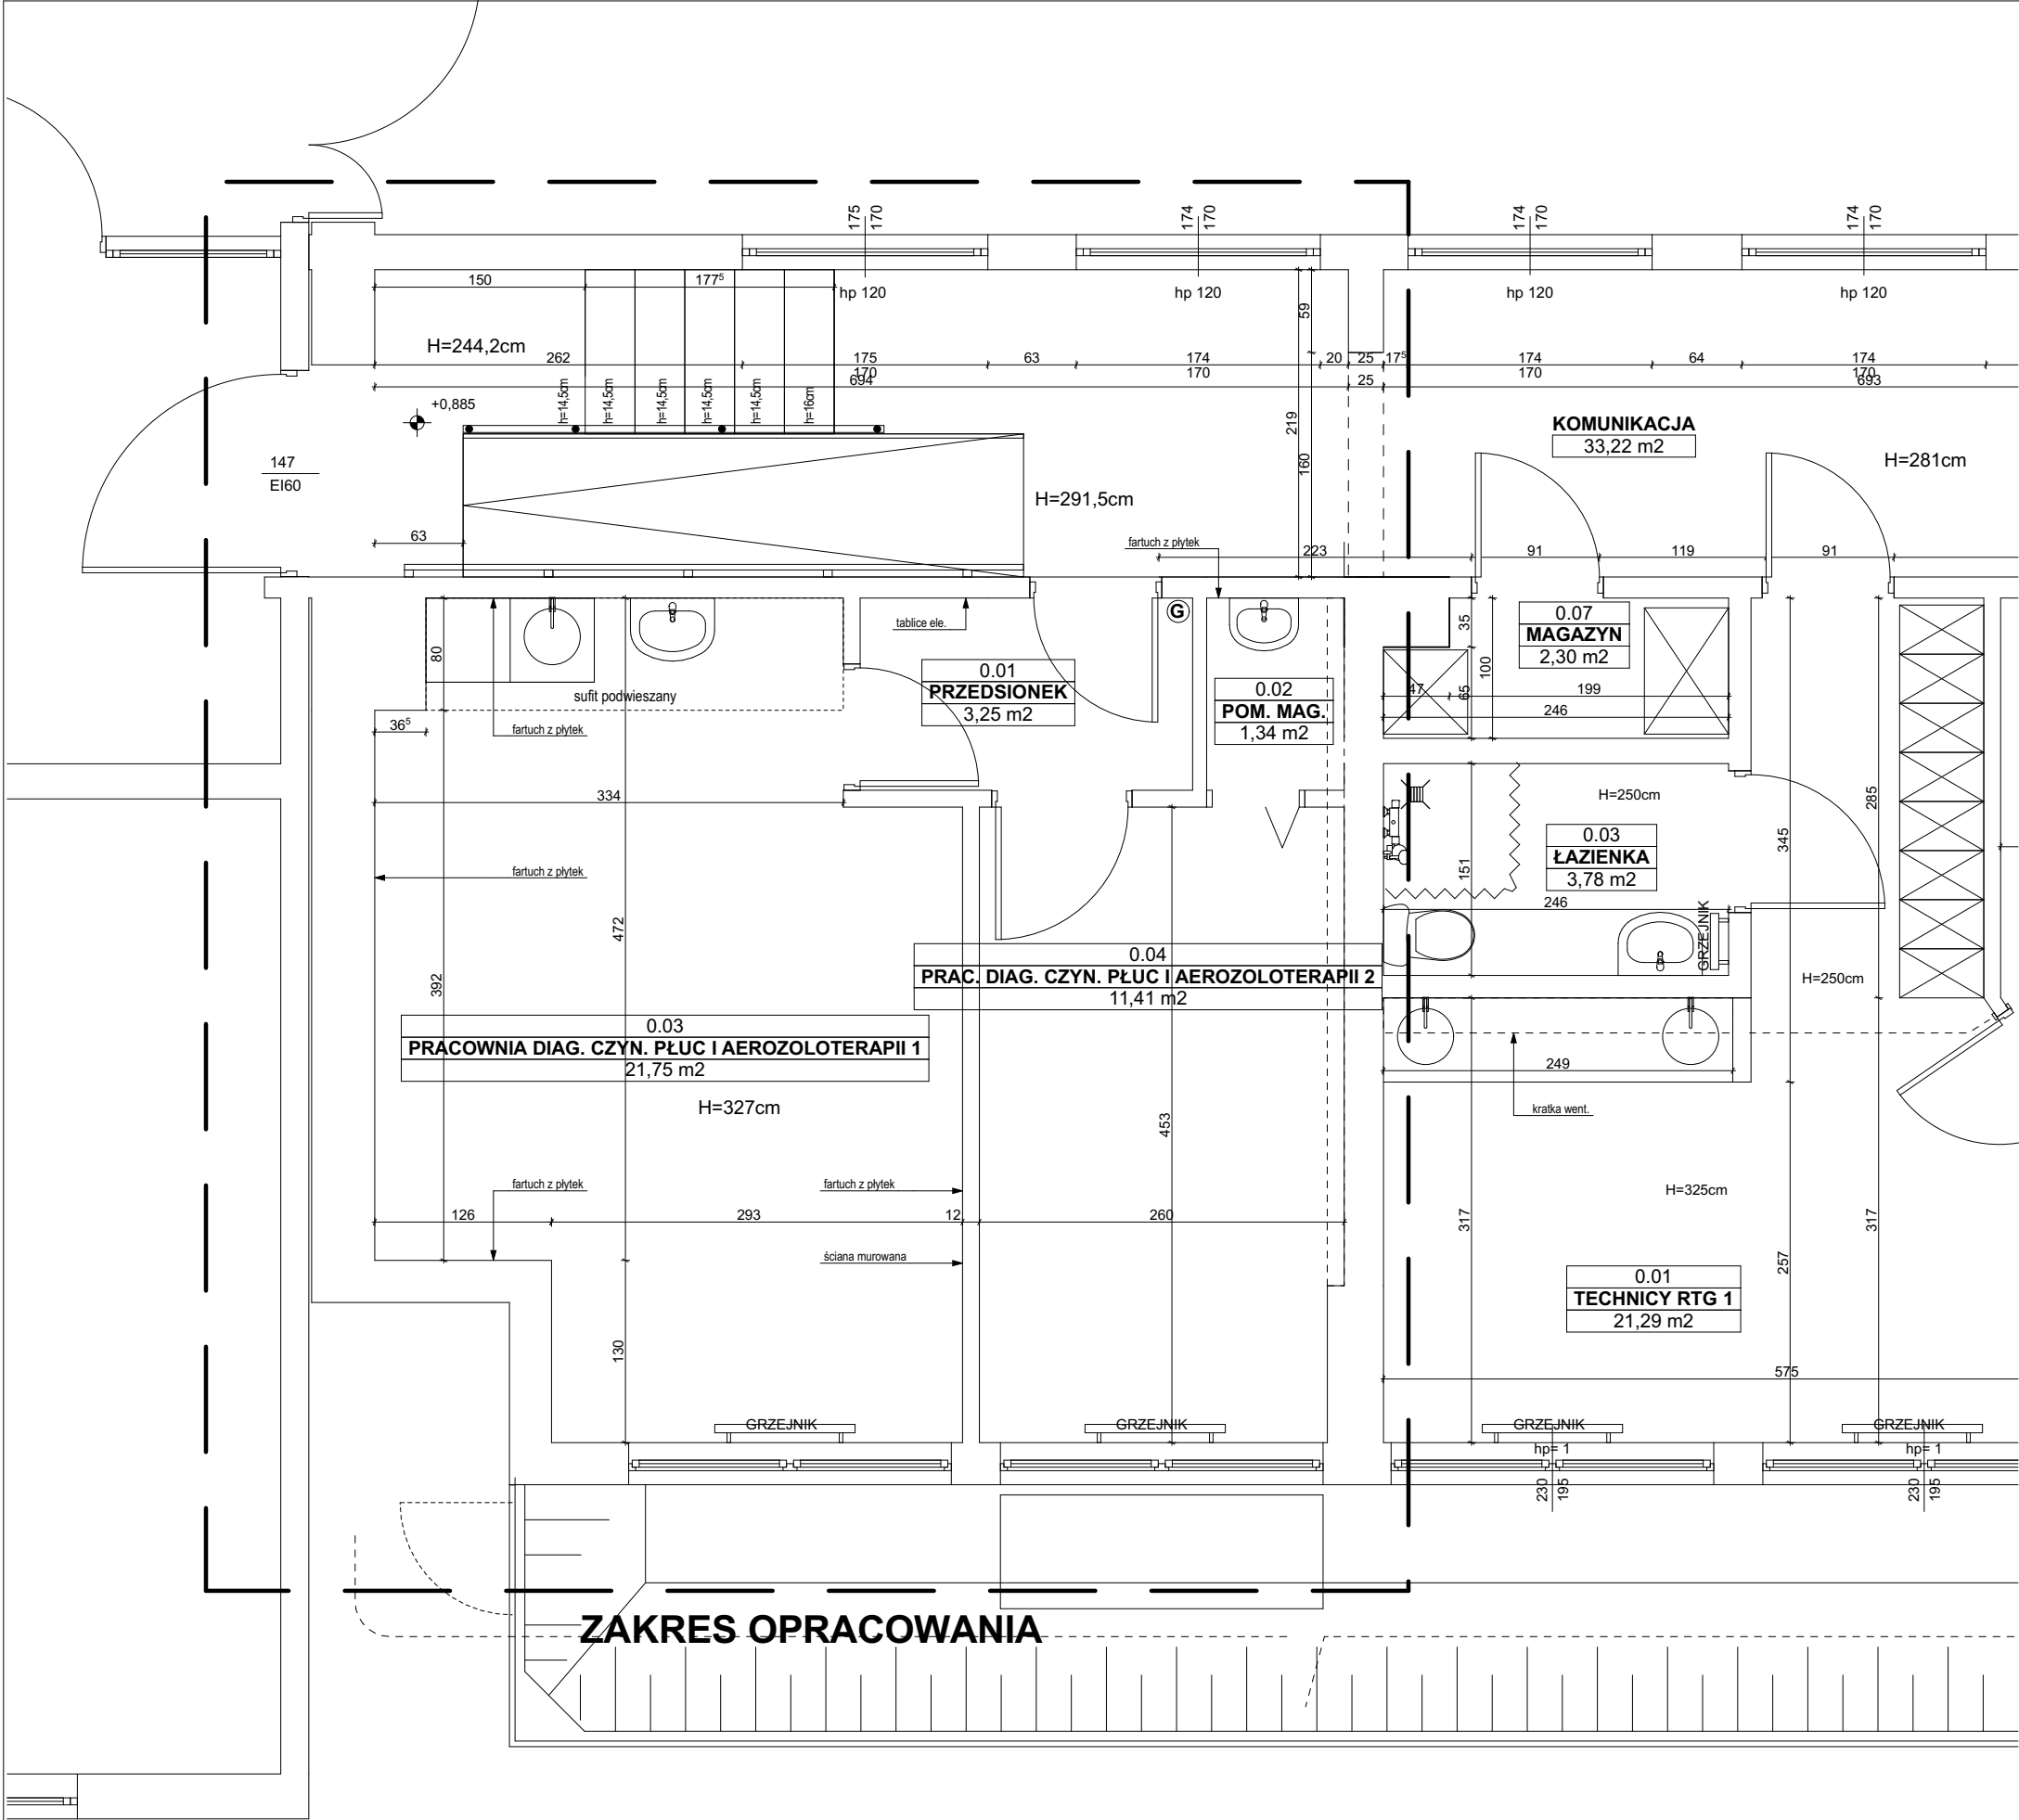 175
170
174
170
174
170
174
170
150
177⁵
hp 120
hp 120
hp 120
hp 120
59
H=244,2cm
262
175
170
63
174
170
20
25
17⁵
174
170
64
174
170
694
25
693
h=14,5cm
h=14,5cm
h=14,5cm
h=14,5cm
h=14,5cm
h=16cm
+0,885
219
160
KOMUNIKACJA
33,22 m2
H=281cm
147
EI60
H=291,5cm
63
fartuch z płytek
223
91
119
91
G
tablice ele.
80
sufit podwieszany
36⁵
fartuch z płytek
0.01
PRZEDSIONEK
3,25 m2
0.02
POM. MAG.
1,34 m2
35
100
65
47
0.07
MAGAZYN
2,30 m2
199
246
334
H=250cm
285
345
fartuch z płytek
151
0.03
ŁAZIENKA
3,78 m2
246
GRZEJNIK
472
392
0.04
PRAC. DIAG. CZYN. PŁUC I AEROZOLOTERAPII 2
11,41 m2
H=250cm
0.03
PRACOWNIA DIAG. CZYN. PŁUC I AEROZOLOTERAPII 1
21,75 m2
249
H=327cm
453
kratka went.
fartuch z płytek
fartuch z płytek
H=325cm
126
293
12
260
317
317
257
ściana murowana
0.01
TECHNICY RTG 1
21,29 m2
130
575
GRZEJNIK
GRZEJNIK
GRZEJNIK
GRZEJNIK
hp= 1
hp= 1
230
195
230
195
ZAKRES OPRACOWANIA